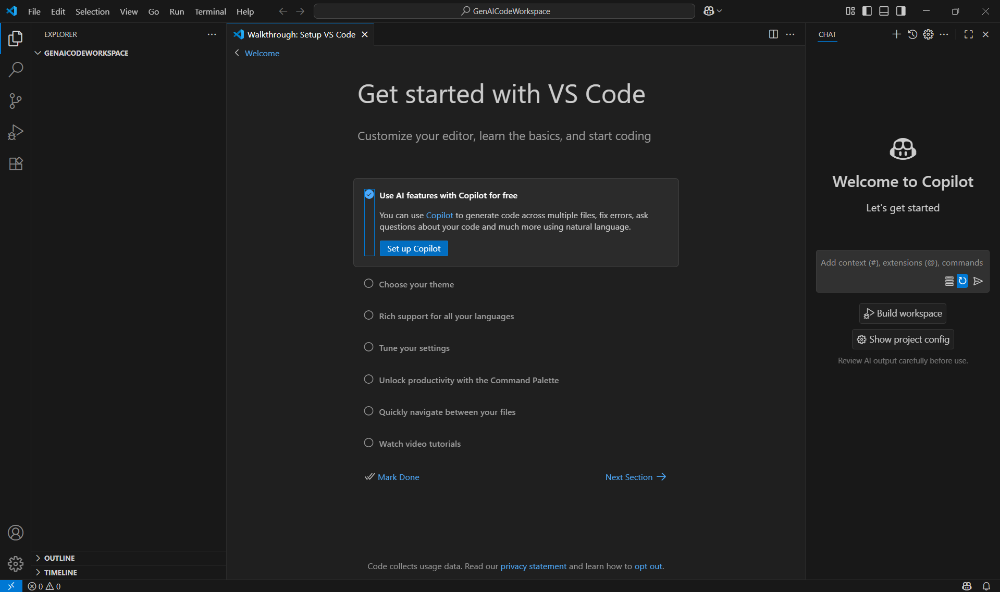 File Edit Selection View Go Run Terminal Help
GenAICodeWorkspace
EXPLORER
GENAICODEWORKSPACE
OUTLINE
TIMELINE
Walkthrough: Setup VS Code
Welcome
Get started with VS Code
Customize your editor, learn the basics, and start coding
Use AI features with Copilot for free
You can use Copilot to generate code across multiple files, fix errors, ask
questions about your code and much more using natural language.
Set up Copilot
Choose your theme
Rich support for all your languages
Tune your settings
Unlock productivity with the Command Palette
Quickly navigate between your files
Watch video tutorials
Mark Done
Next Section
Code collects usage data. Read our privacy statement and learn how to opt out.
CHAT
Welcome to Copilot
Let's get started
Add context (#), extensions (@), commands
Build workspace
Show project config
Review AI output carefully before use.
0 0